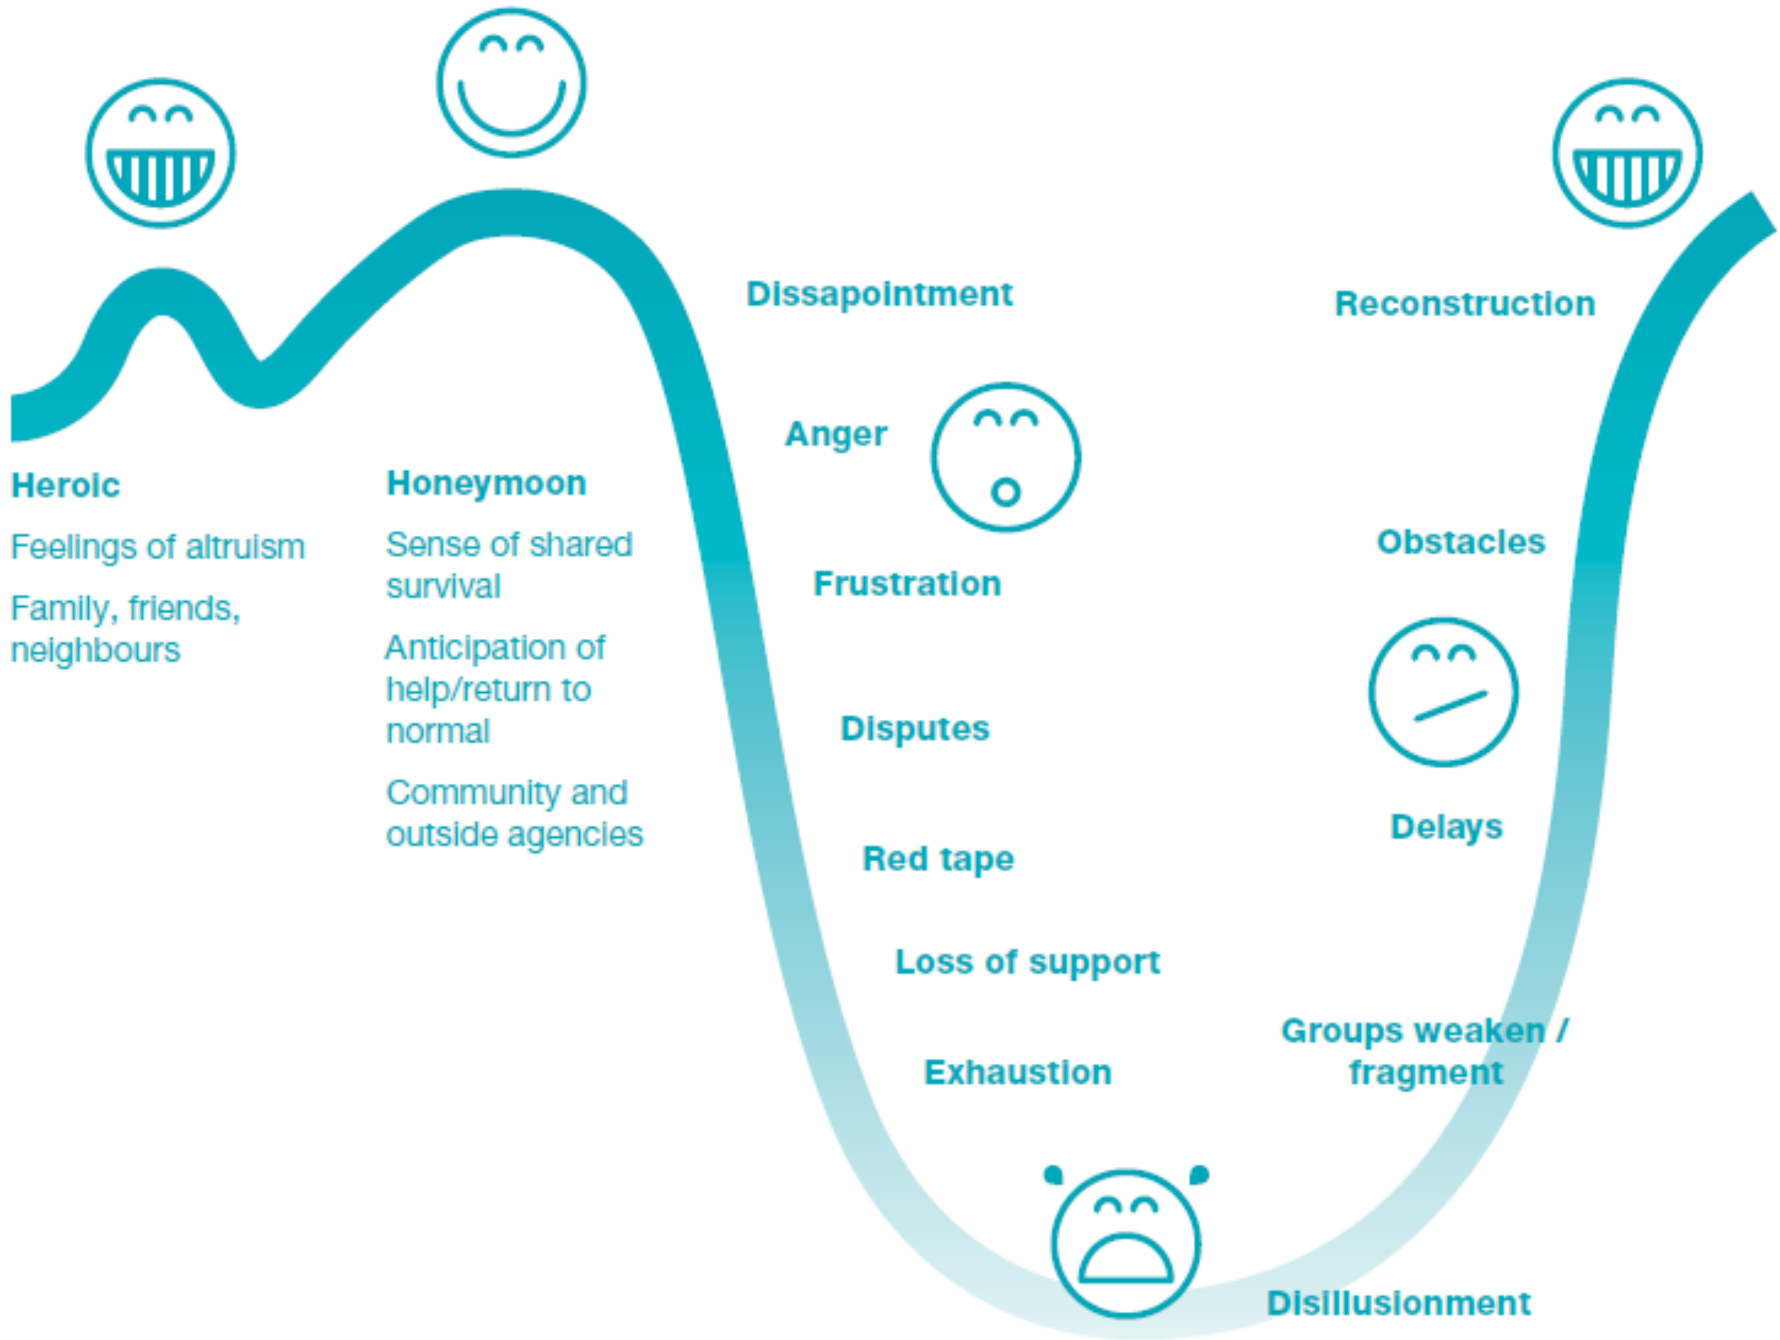 Heroic
Feelings of altruism
Family, friends,
neighbours
Honeymoon
Sense of shared
survival
Anticipation of
help/return to
normal
Community and
outside agencies
Dissapointment
Anger
Frustration
Disputes
Red tape
Loss of support
Exhaustion
Disillusionment
Groups weaken /
fragment
Delays
Obstacles
Reconstruction